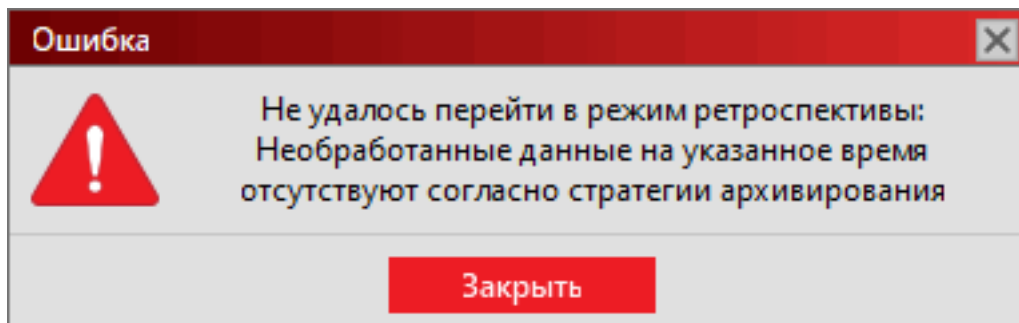 Ошибка
Не удалось перейти в режим ретроспективы:
Необработанные данные на указанное время
отсутствуют согласно стратегии архивирования
Закрыть